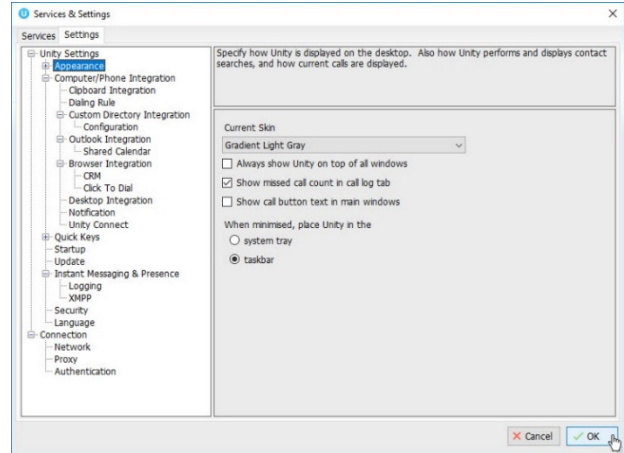 Services & Settings
Services Settings
Unity Settings
Appearance
Computer/Phone Integration
Clipboard Integration
Dialing Rule
Custom Directory Integration
Configuration
Outlook Integration
Shared Calendar
Browser Integration
CRM
Click To Dial
Desktop Integration
Notification
Unity Connect
Quick Keys
Startup
Update
Instant Messaging & Presence
Logging
XMPP
Security
Language
Connection
Network
Proxy
Authentication
Specify how Unity is displayed on the desktop. Also how Unity performs and displays contact
searches, and how current calls are displayed.
Current Skin
Gradient Light Gray
Always show Unity on top of all windows
Show missed call count in call log tab
Show call button text in main windows
When minimised, place Unity in the
system tray
taskbar
Cancel OK